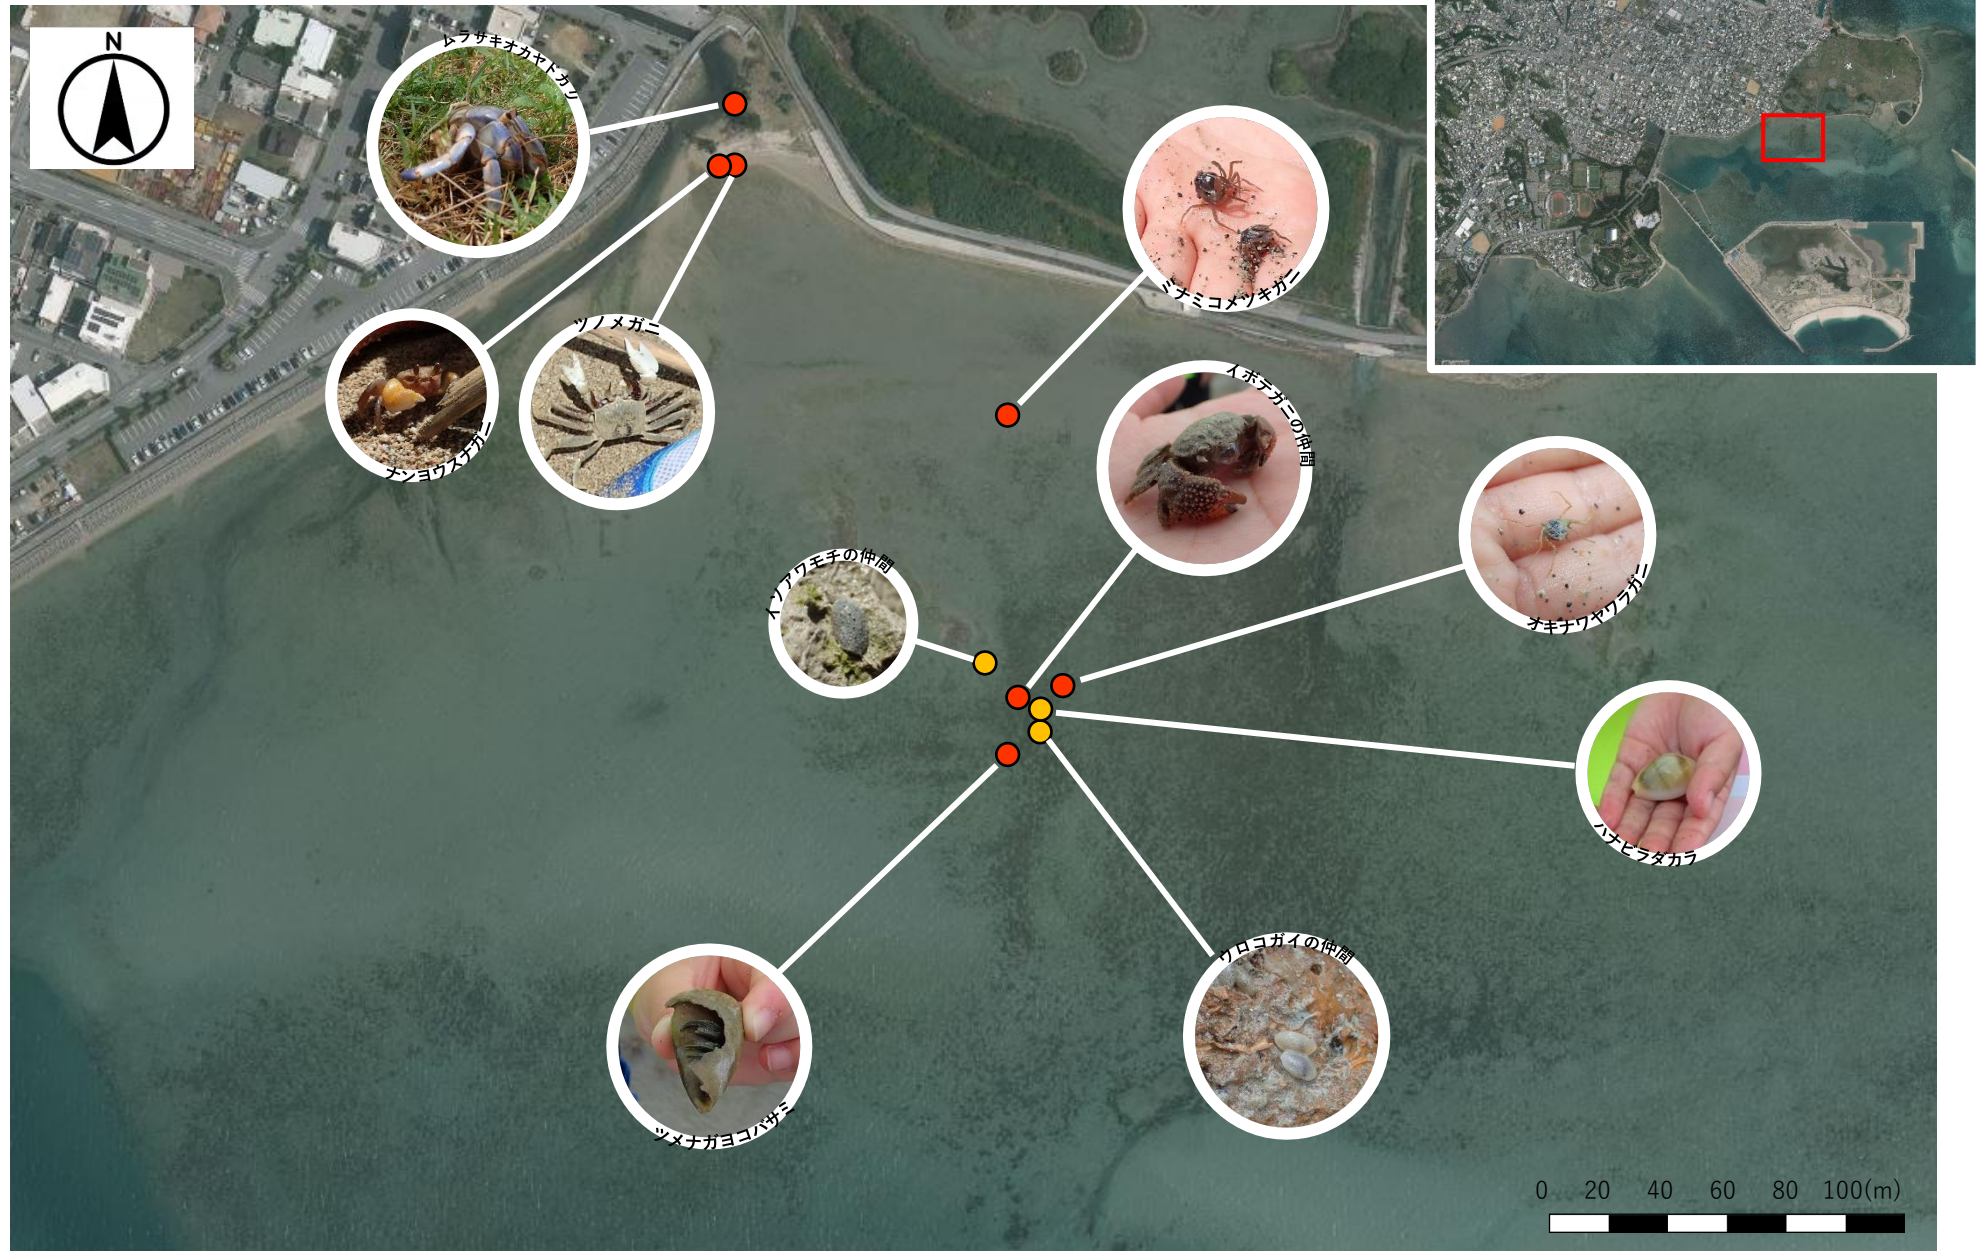 N
ムラサキオカヤドカリ
ミナミコメツキガニ
ツノメガニ
イボテガニの仲間
ナンヨウスナガニ
イソアワモチの仲間
オキナワヤワラガニ
ハナビラダカラ
ウロコガイの仲間
ツメナガヨコバサミ
0 20 40 60 80 100(m)